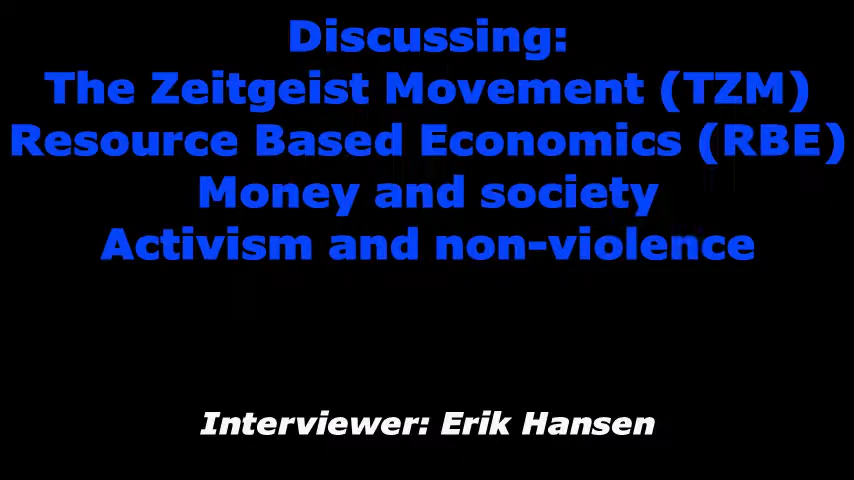 Discussing:
The Zeitgeist Movement (TZM)
Resource Based Economics (RBE)
Money and society
Activism and non-violence
Interviewer: Erik Hansen